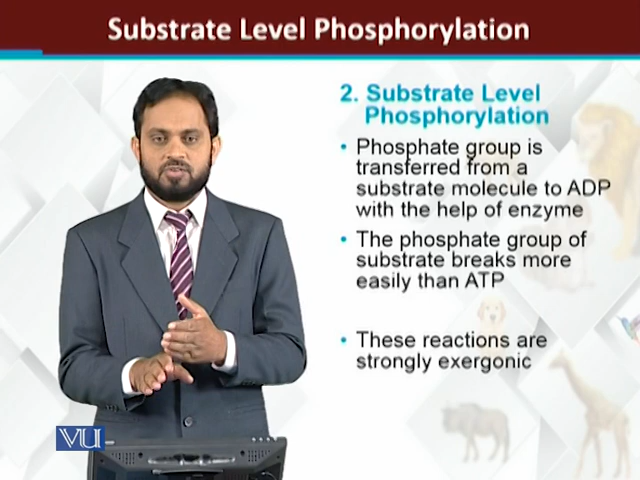 Substrate Level Phosphorylation
2. Substrate Level
Phosphorylation
• Phosphate group is
transferred from a
substrate molecule to ADP
with the help of enzyme
• The phosphate group of
substrate breaks more
easily than ATP
• These reactions are
strongly exergonic
VU